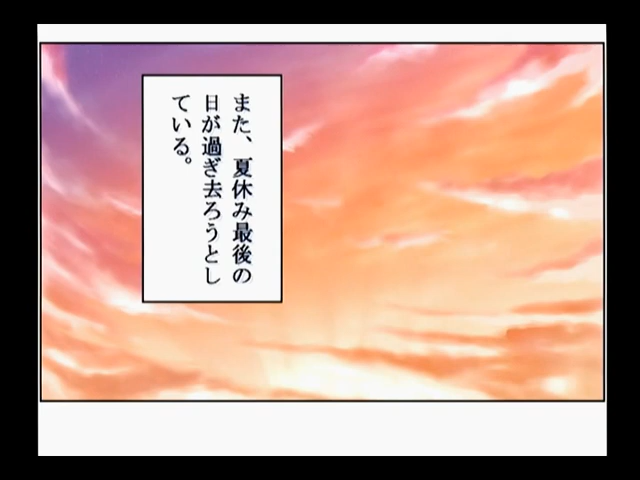 また、夏休み最後の
日が過ぎ去ろうとし
ている。